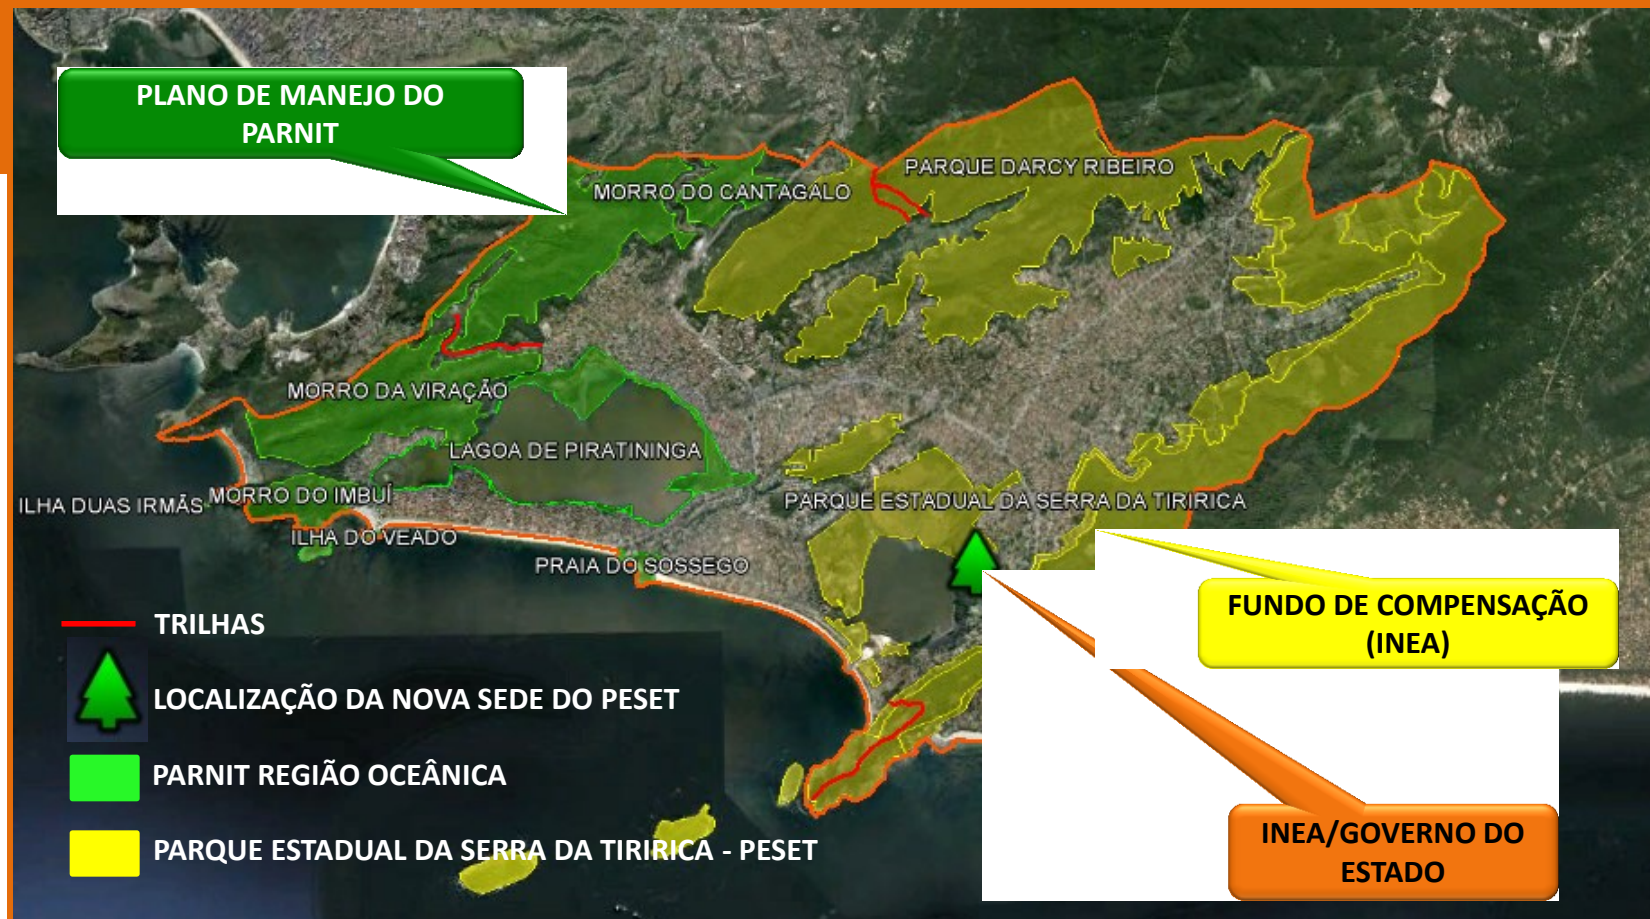 PLANO DE MANEJO DO
PARNIT
PARQUE DARCY RIBEIRO
MORRO DO CANTAGALO
MORRO DA VIRAÇÃO
LAGOA DE PIRATININGA
ILHA DUAS IRMÃS
MORRO DO IMBUÍ
PARQUE ESTADUAL DA SERRA DA TIRIRICA
ILHA DO VEADO
PRAIA DO SOSSEGO
FUNDO DE COMPENSAÇÃO
(INEA)
TRILHAS
LOCALIZAÇÃO DA NOVA SEDE DO PESET
PARNIT REGIÃO OCEÂNICA
PARQUE ESTADUAL DA SERRA DA TIRIRICA - PESET
INEA/GOVERNO DO
ESTADO